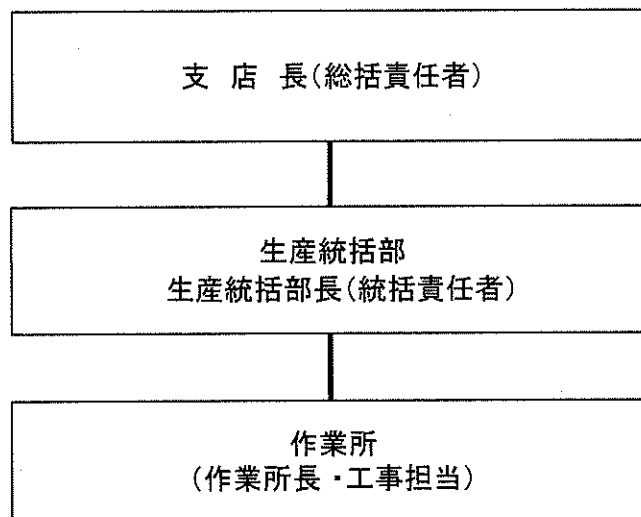 支 店 長(総括責任者)
生産統括部
生産統括部長(統括責任者)
作業所
(作業所長・工事担当)